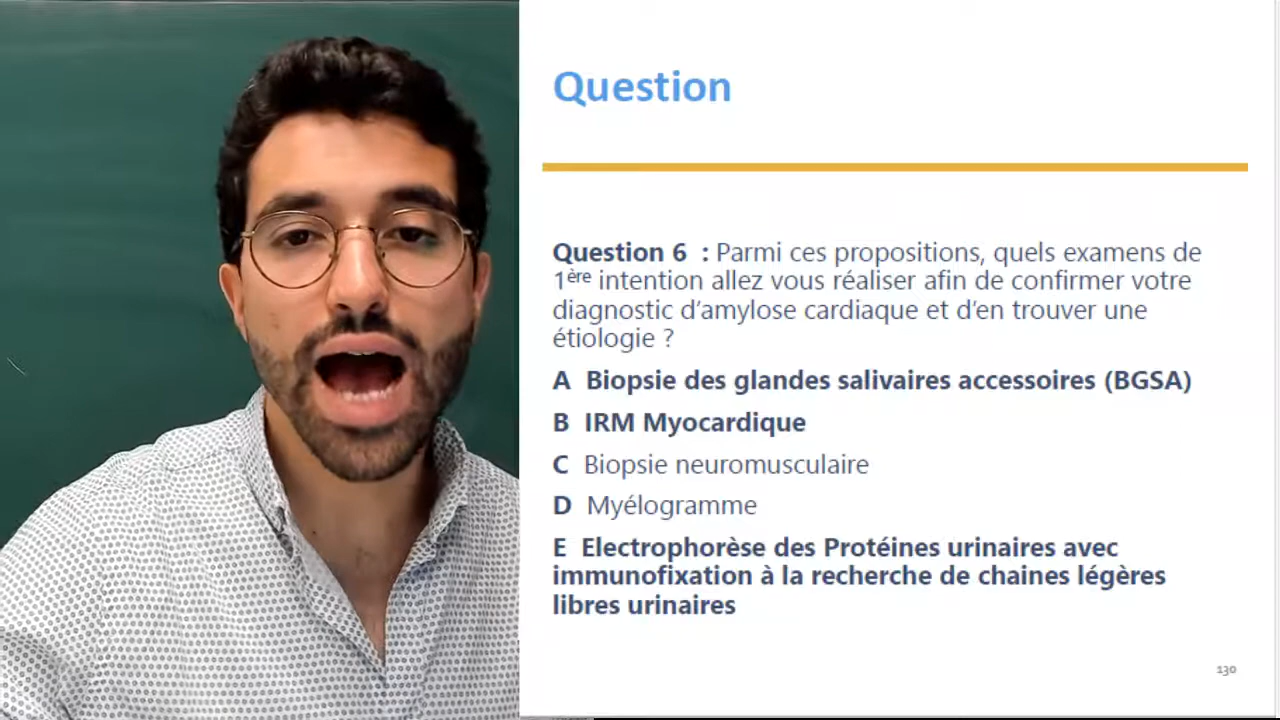 Question
Question 6 : Parmi ces propositions, quels examens de
1ère intention allez vous réaliser afin de confirmer votre
diagnostic d'amylose cardiaque et d'en trouver une
étiologie ?
A Biopsie des glandes salivaires accessoires (BGSA)
B IRM Myocardique
C Biopsie neuromusculaire
D Myélogramme
E Electrophorèse des Protéines urinaires avec
immunofixation à la recherche de chaines légères
libres urinaires
130